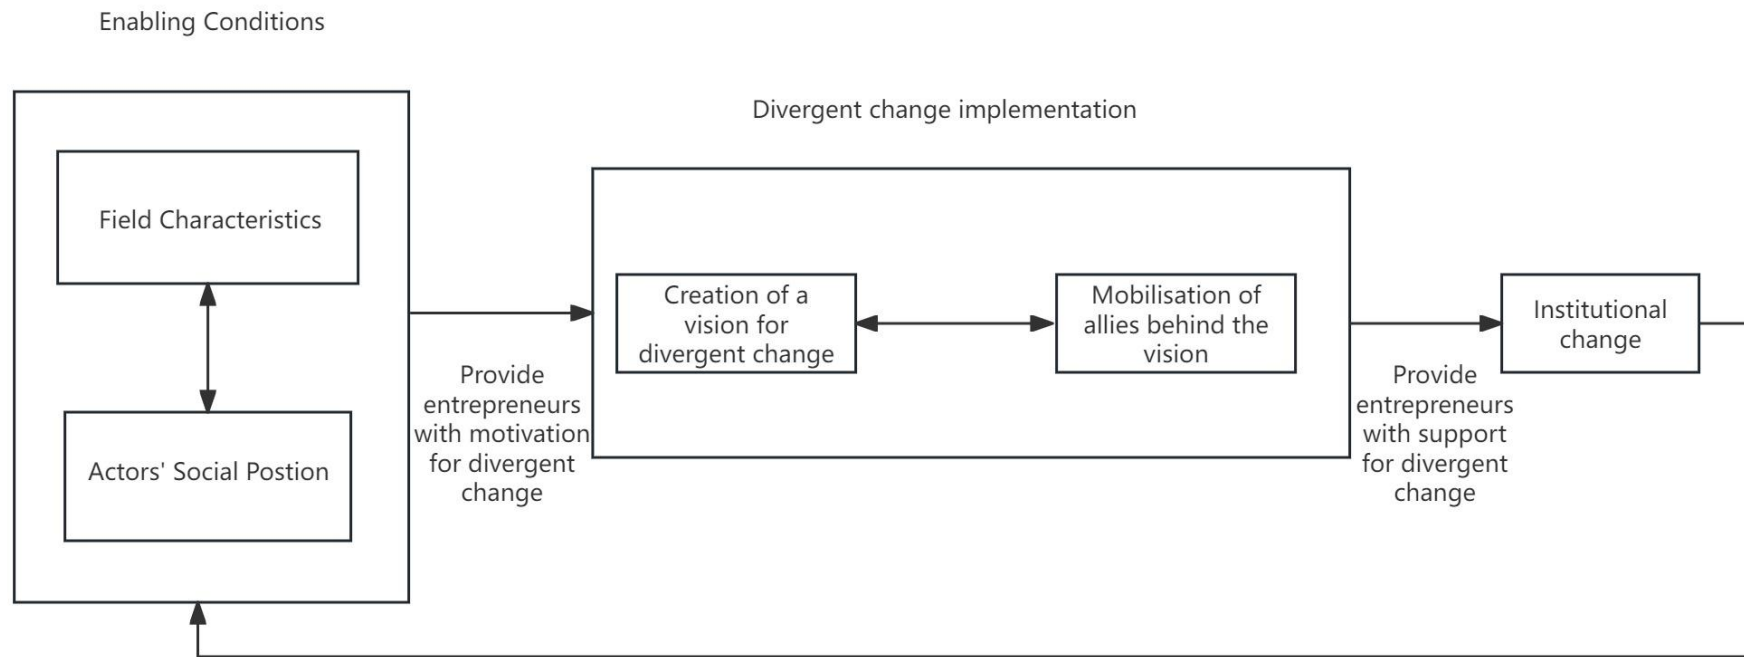 Enabling Conditions
Field Characteristics
Actors' Social Postion
Provide
entrepreneurs
with motivation
for divergent
change
Divergent change implementation
Creation of a
vision for
divergent change
Mobilisation of
allies behind the
vision
Provide
entrepreneurs
with support
for divergent
change
Institutional
change